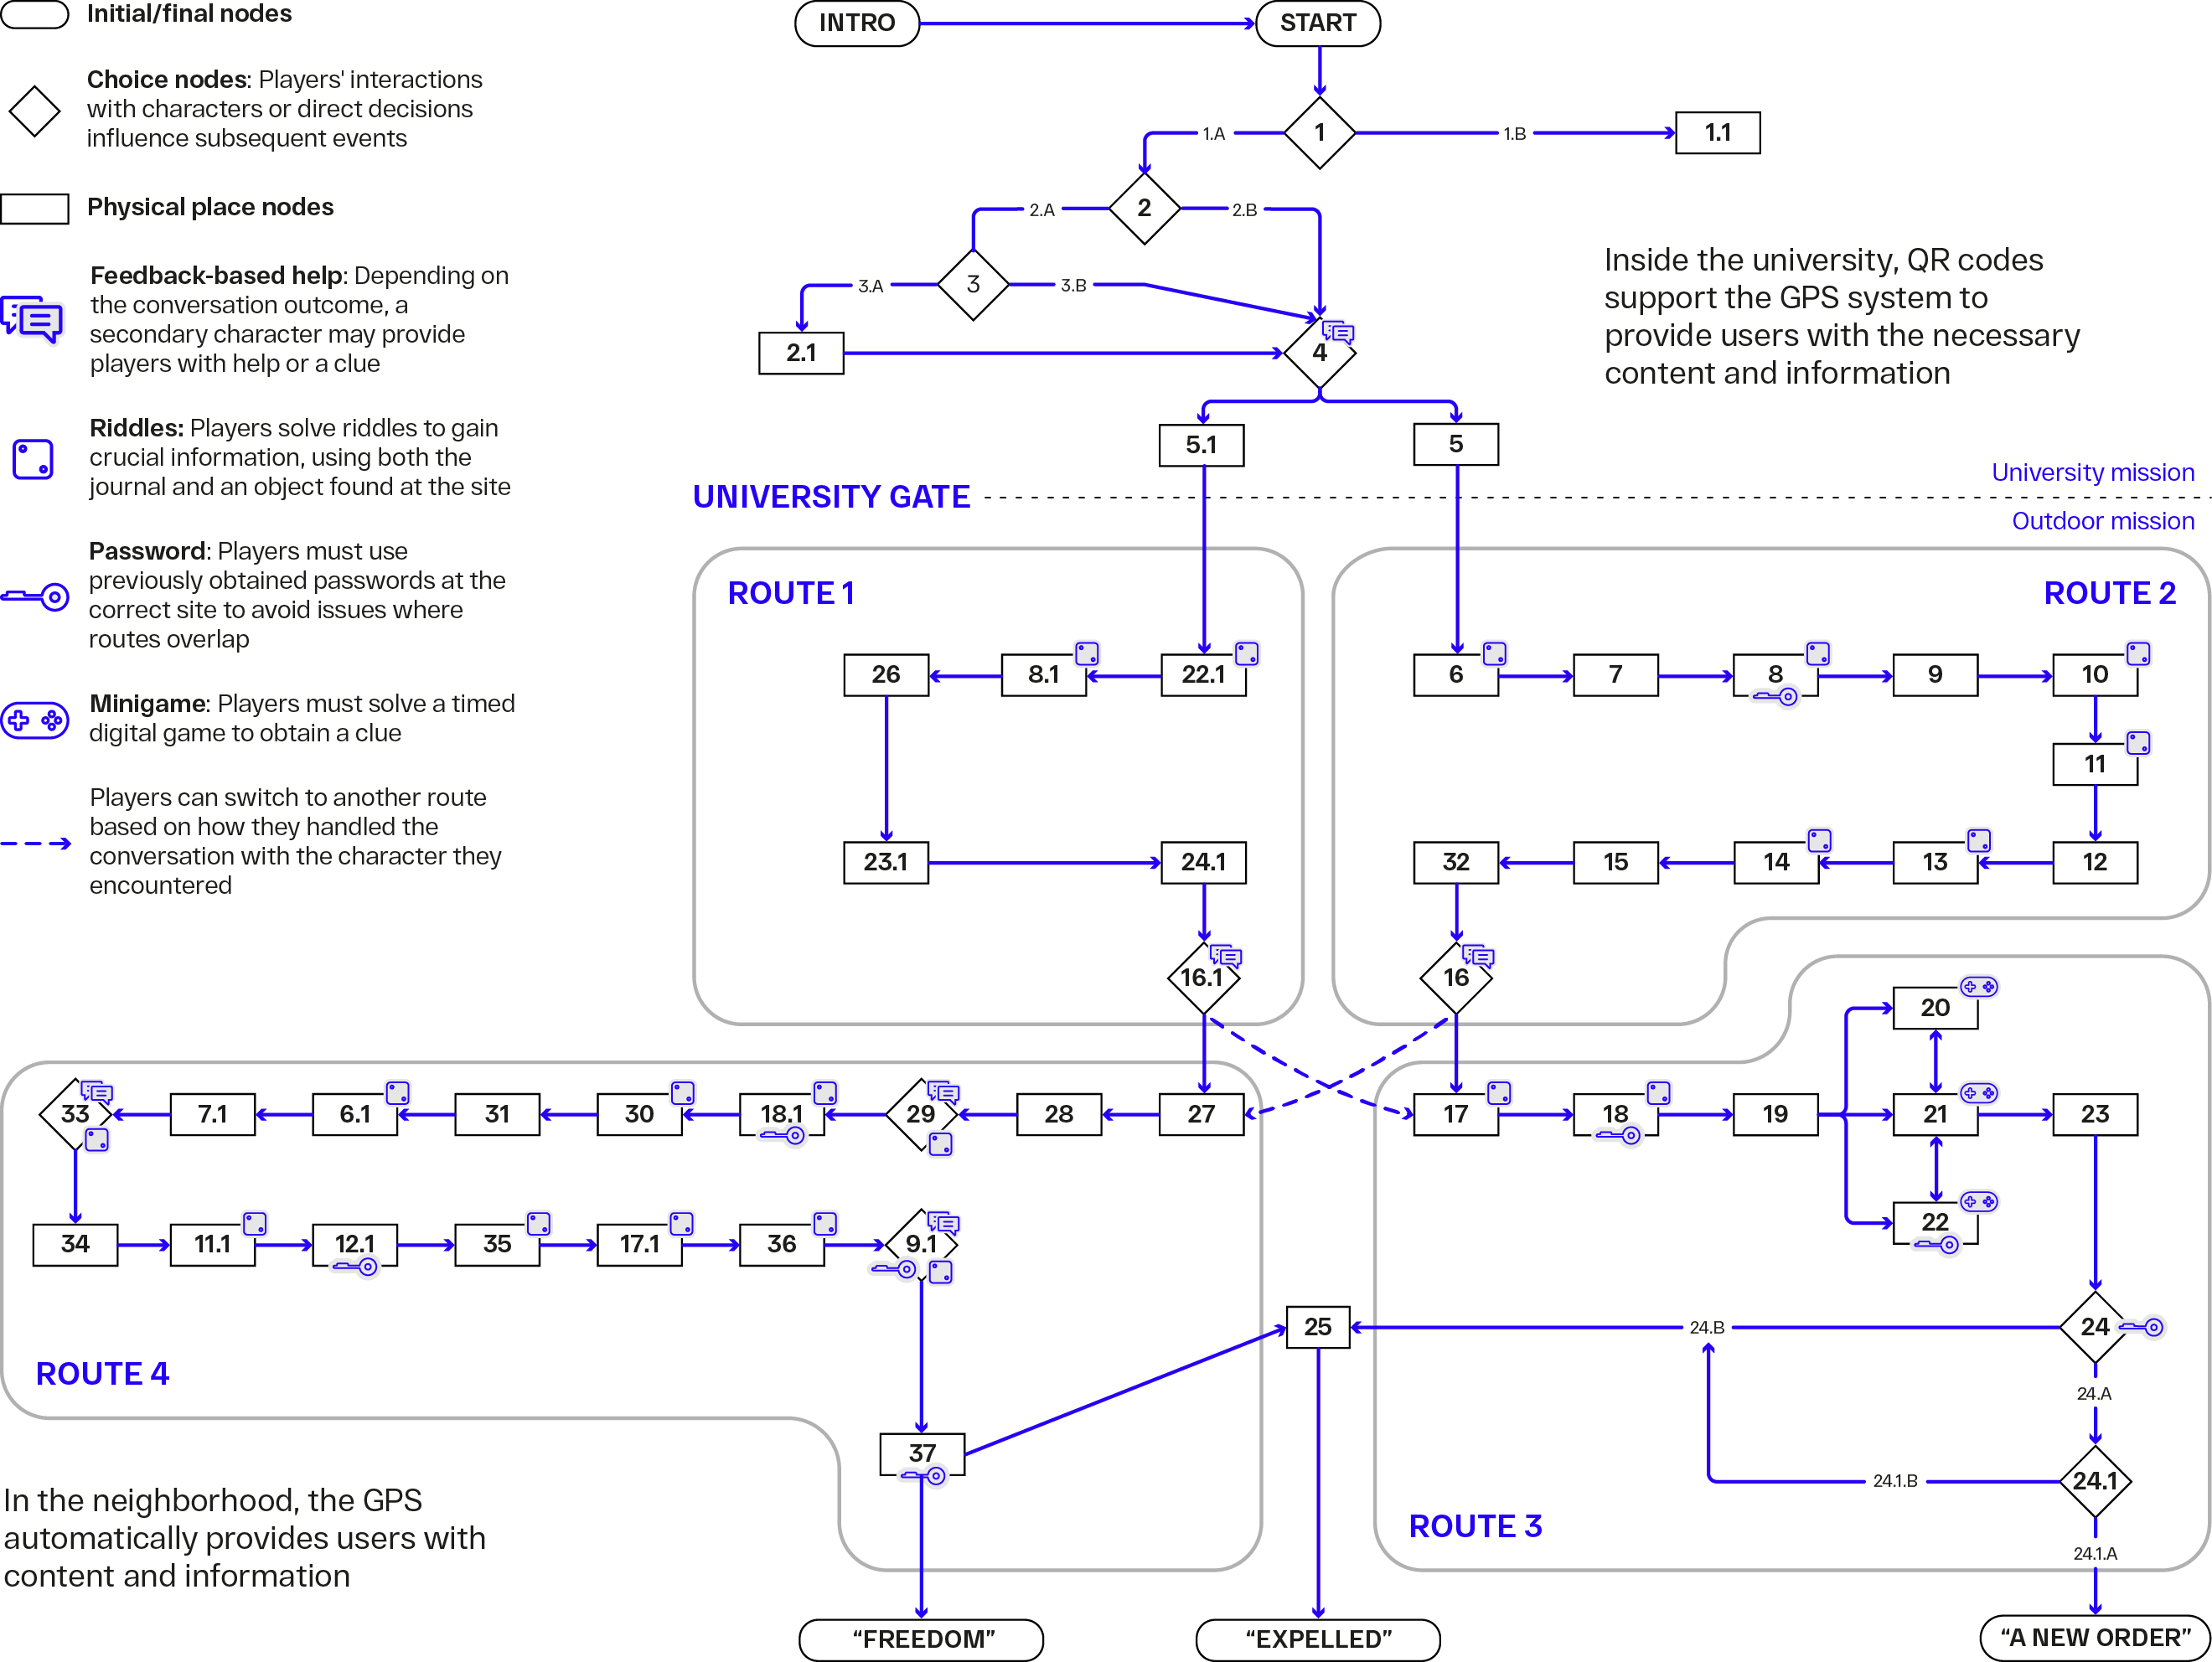 Initial/final nodes
Choice nodes: Players' interactions
with characters or direct decisions
influence subsequent events
Physical place nodes
Feedback-based help: Depending on
the conversation outcome, a
secondary character may provide
players with help or a clue
Riddles: Players solve riddles to gain
crucial information, using both the
journal and an object found at the site
Password: Players must use
previously obtained passwords at the
correct site to avoid issues where
routes overlap
Minigame: Players must solve a timed
digital game to obtain a clue
Players can switch to another route
based on how they handled the
conversation with the character they
encountered
INTRO
START
1
1.A
1.B
1.1
2
2.A
2.B
3
3.A
3.B
2.1
4
Inside the university, QR codes
support the GPS system to
provide users with the necessary
content and information
5.1
5
UNIVERSITY GATE
University mission
Outdoor mission
ROUTE 1
26
8.1
22.1
23.1
24.1
16.1
ROUTE 2
6
7
8
9
10
11
32
15
14
13
12
16
33
7.1
6.1
31
30
18.1
29
28
27
34
11.1
12.1
35
17.1
36
9.1
ROUTE 4
37
25
17
18
19
20
21
22
23
24
24.B
24.A
24.1
24.1.B
24.1.A
ROUTE 3
In the neighborhood, the GPS
automatically provides users with
content and information
“FREEDOM”
“EXPELLED”
“A NEW ORDER”